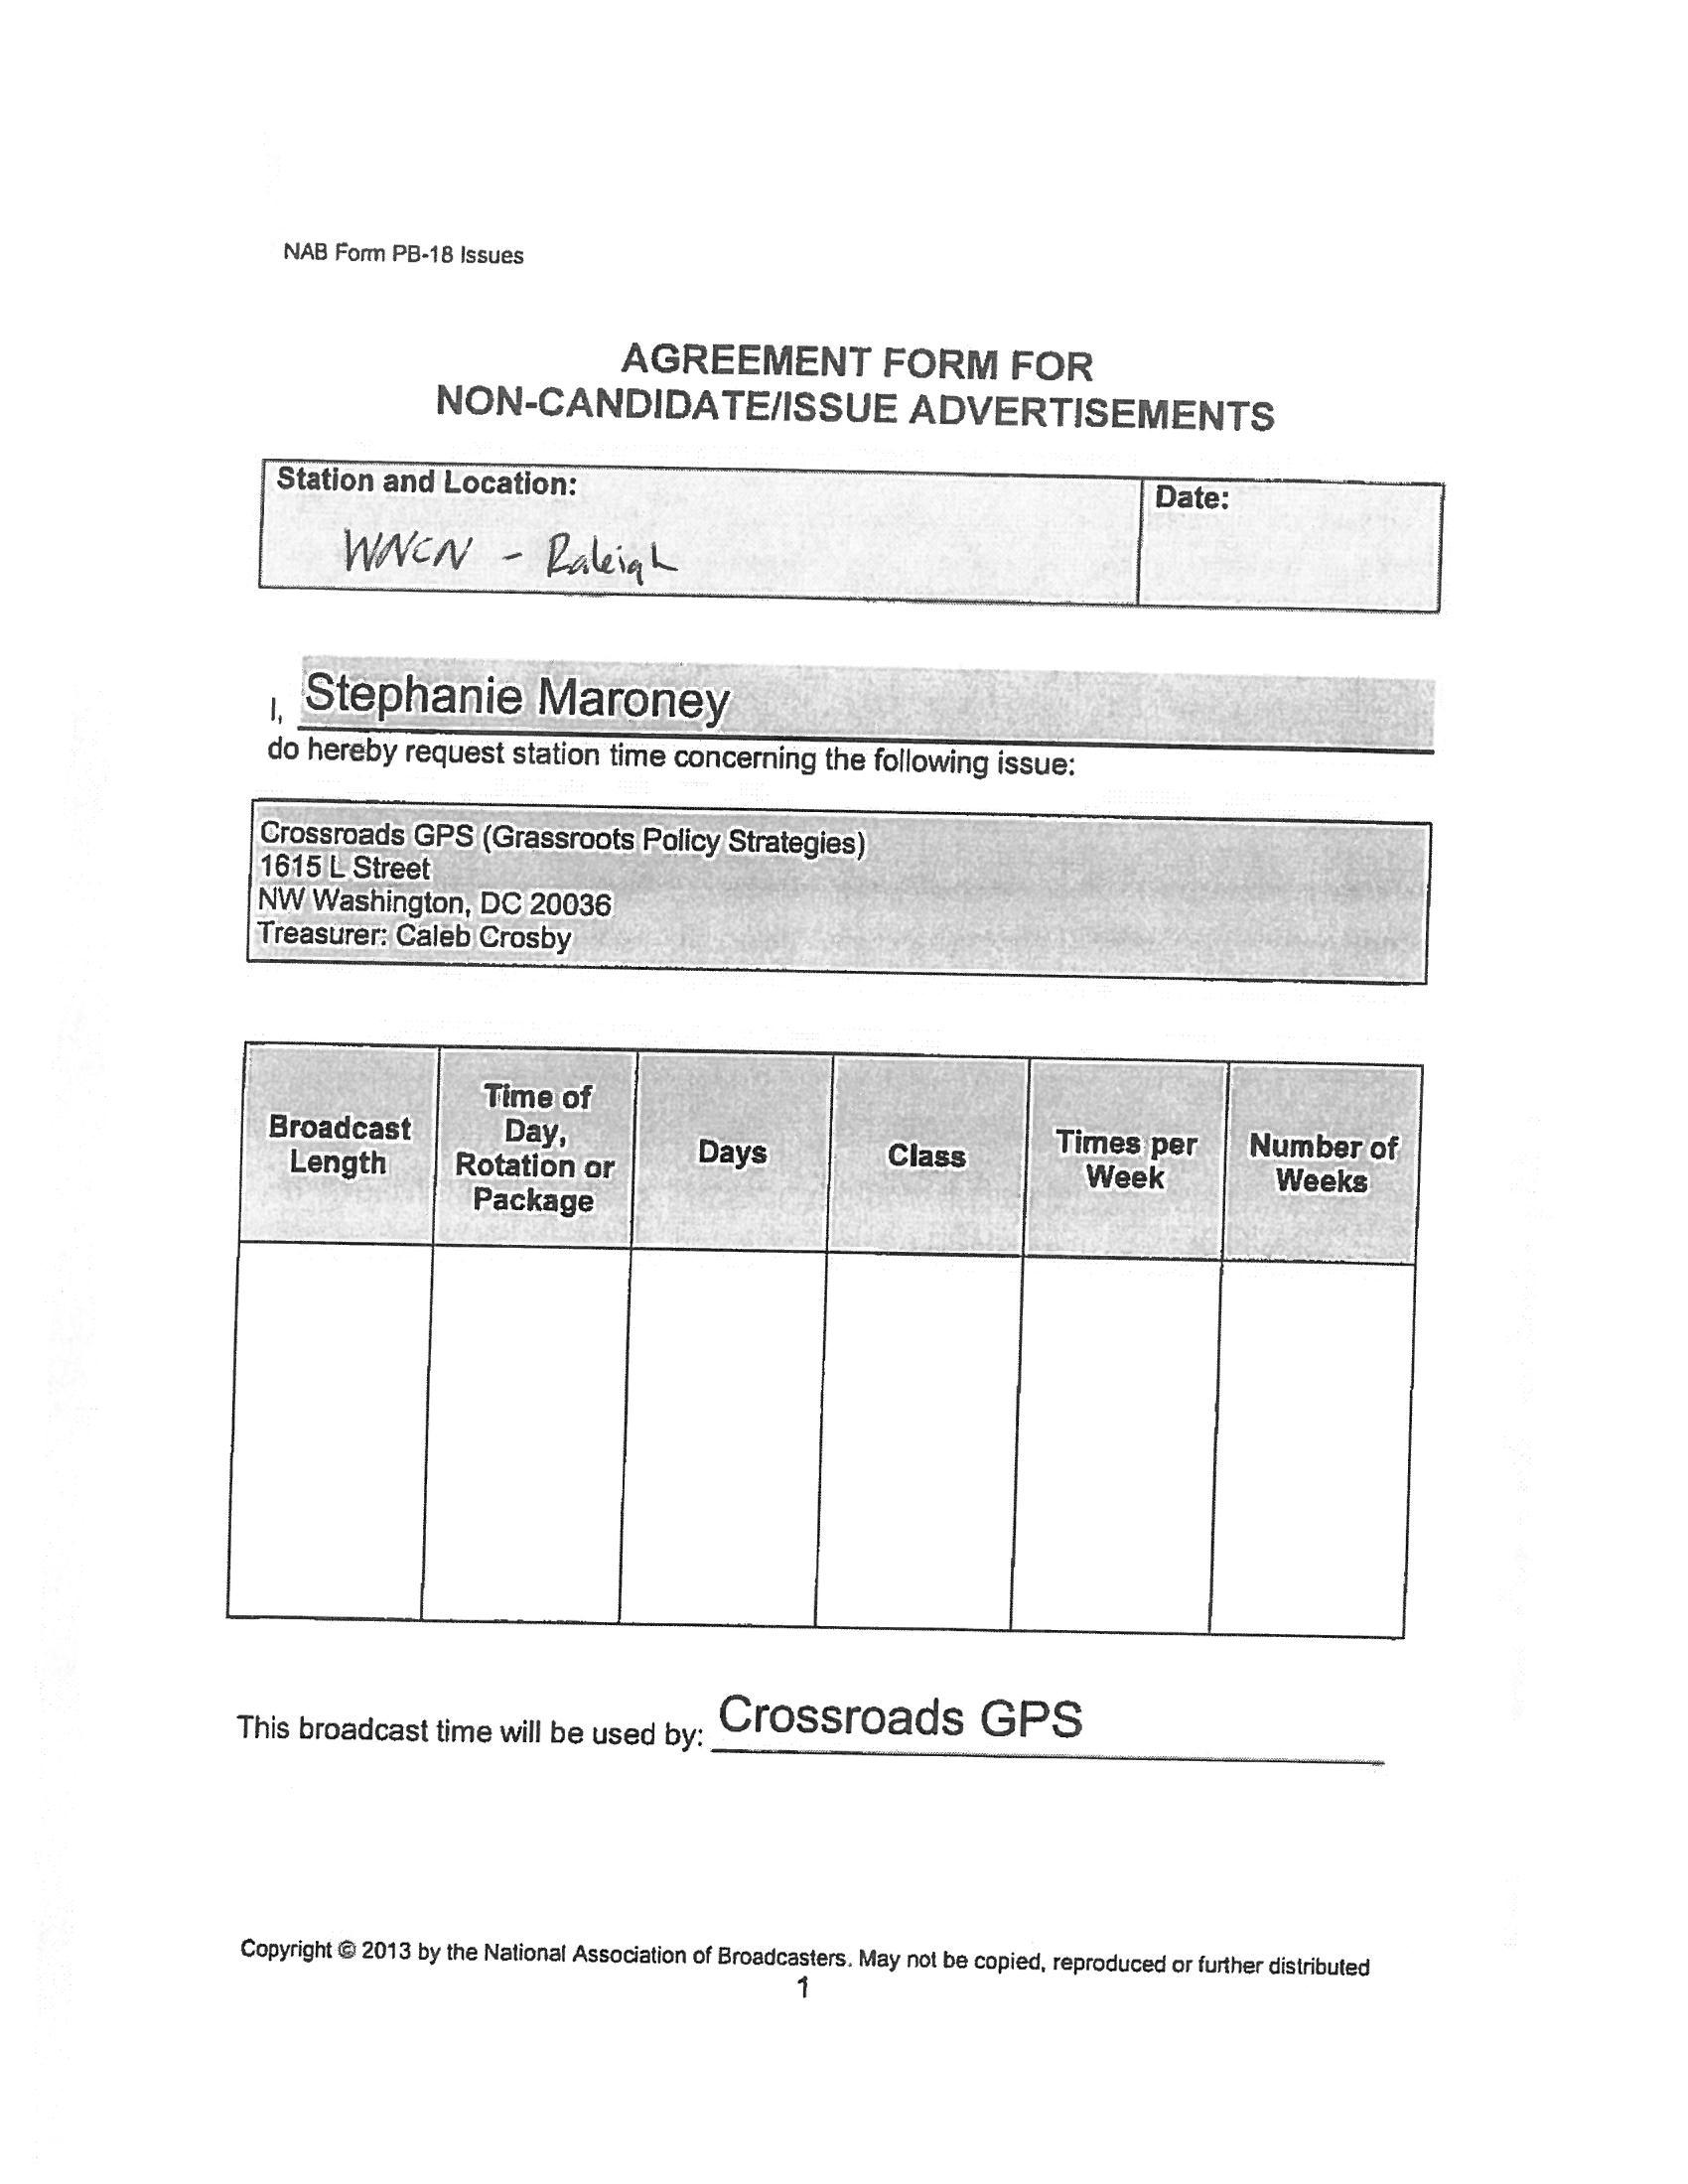 NAB Form PB-18 Issues
AGREEMENT FORM FOR
NON-CANDIDATE/ISSUE ADVERTISEMENTS
Station and Location:
Date:
WNCN - Raleigh
I, Stephanie Maroney
do hereby request station time concerning the following issue:
Crossroads GPS (Grassroots Policy Strategies)
1615 L Street
NW Washington, DC 20036
Treasurer: Caleb Crosby
Broadcast
Length
Time of
Day,
Rotation or
Package
Days
Class
Times per
Week
Number of
Weeks
This broadcast time will be used by: Crossroads GPS
Copyright © 2013 by the National Association of Broadcasters. May not be copied, reproduced or further distributed
1